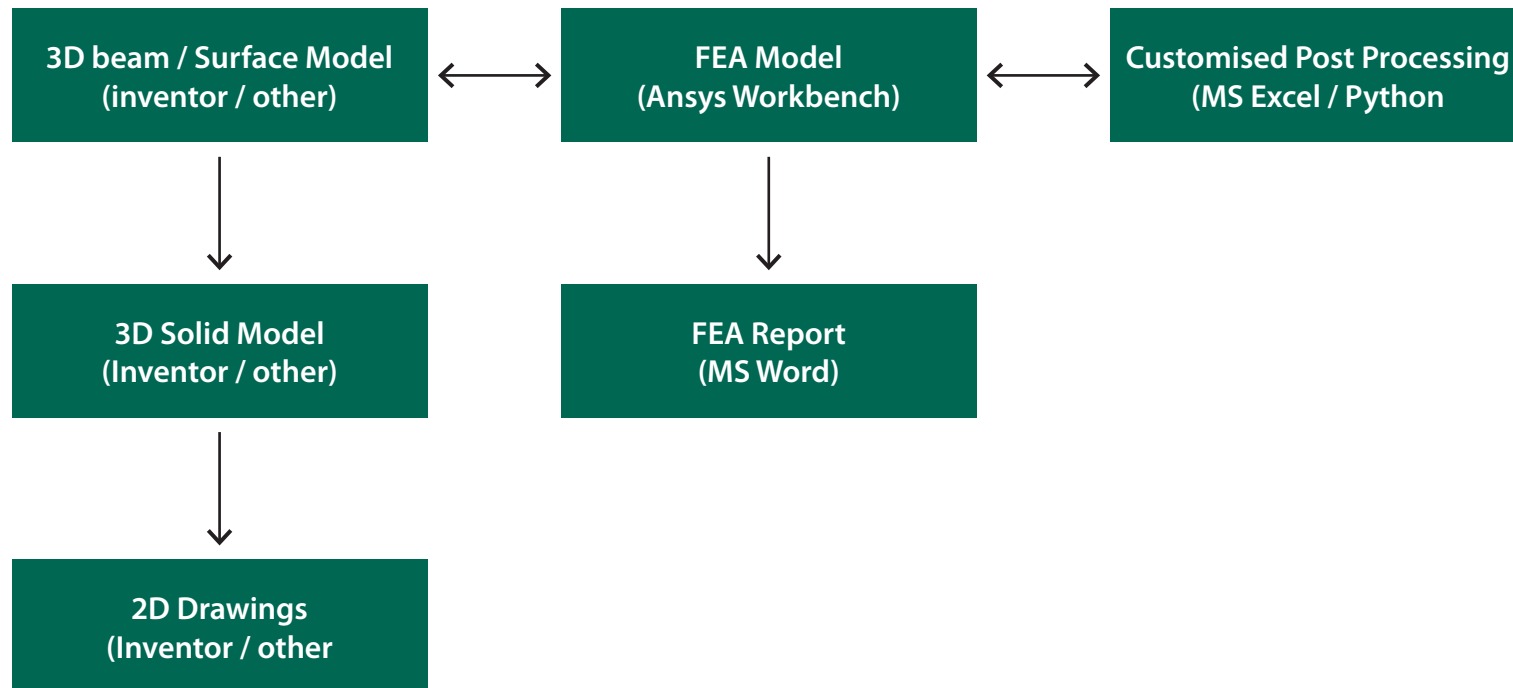 3D beam / Surface Model
(inventor / other)
FEA Model
(Ansys Workbench)
Customised Post Processing
(MS Excel / Python
3D Solid Model
(Inventor / other)
FEA Report
(MS Word)
2D Drawings
(Inventor / other